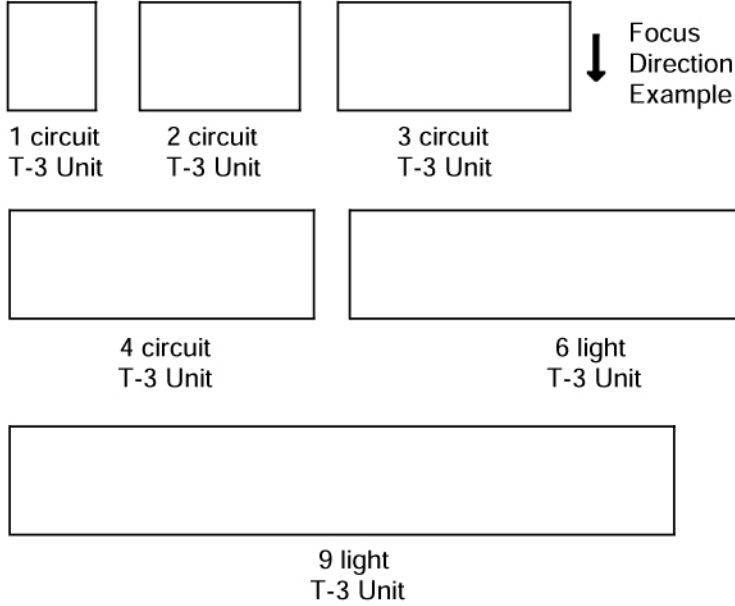 Focus
Direction
Example
1 circuit
T-3 Unit
2 circuit
T-3 Unit
3 circuit
T-3 Unit
4 circuit
T-3 Unit
6 light
T-3 Unit
9 light
T-3 Unit